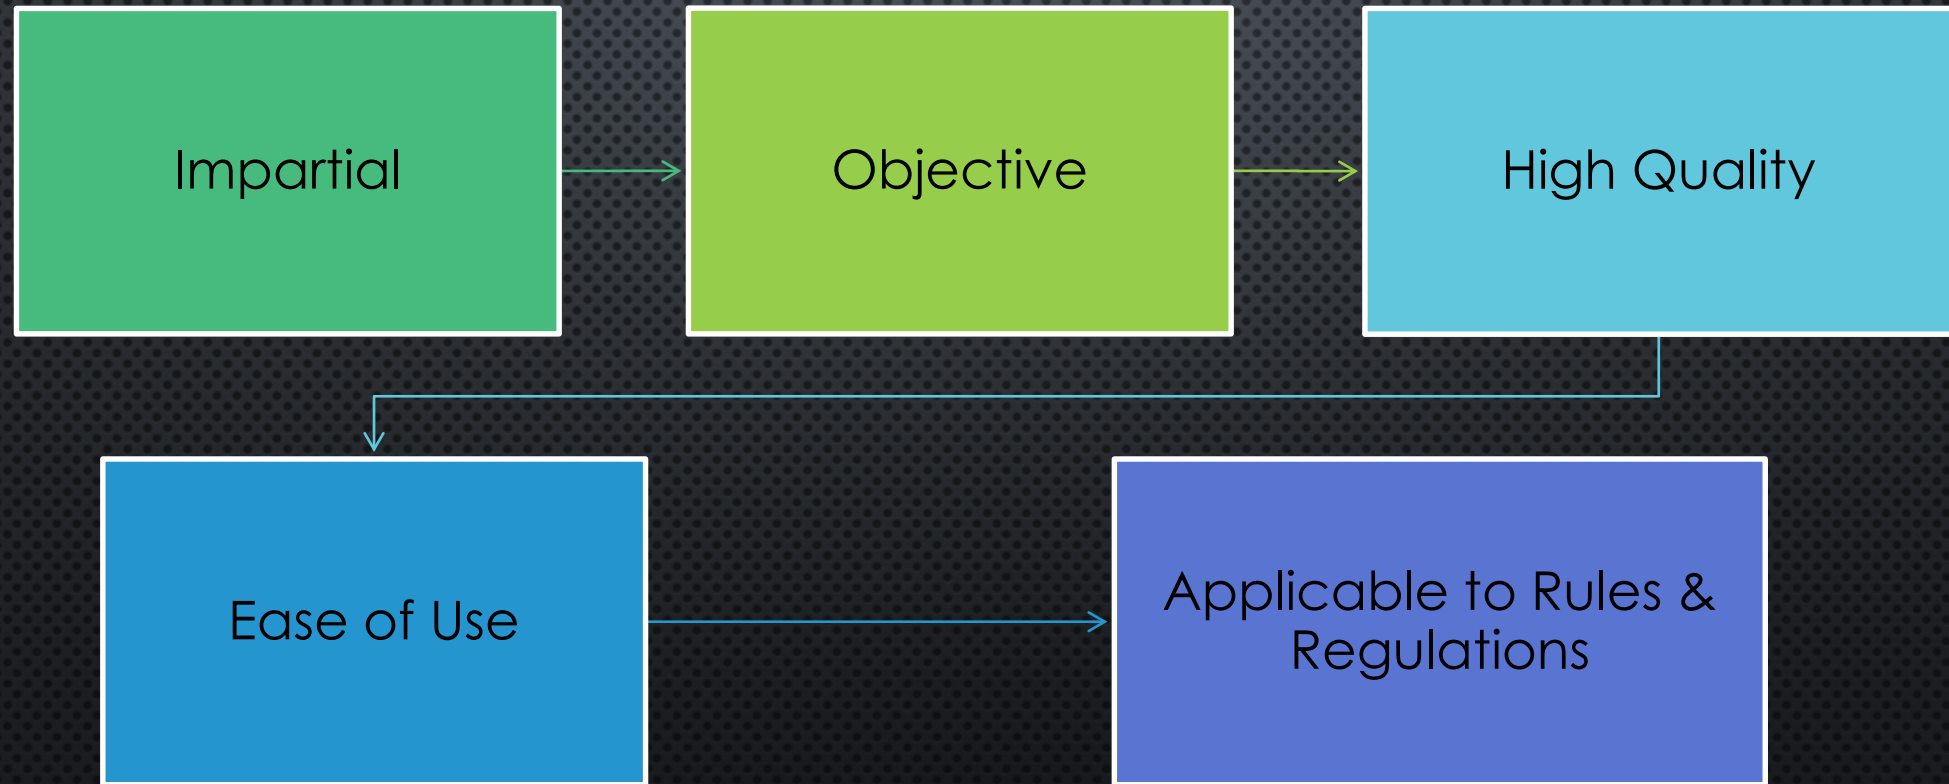 Impartial
Objective
High Quality
Ease of Use
Applicable to Rules &
Regulations